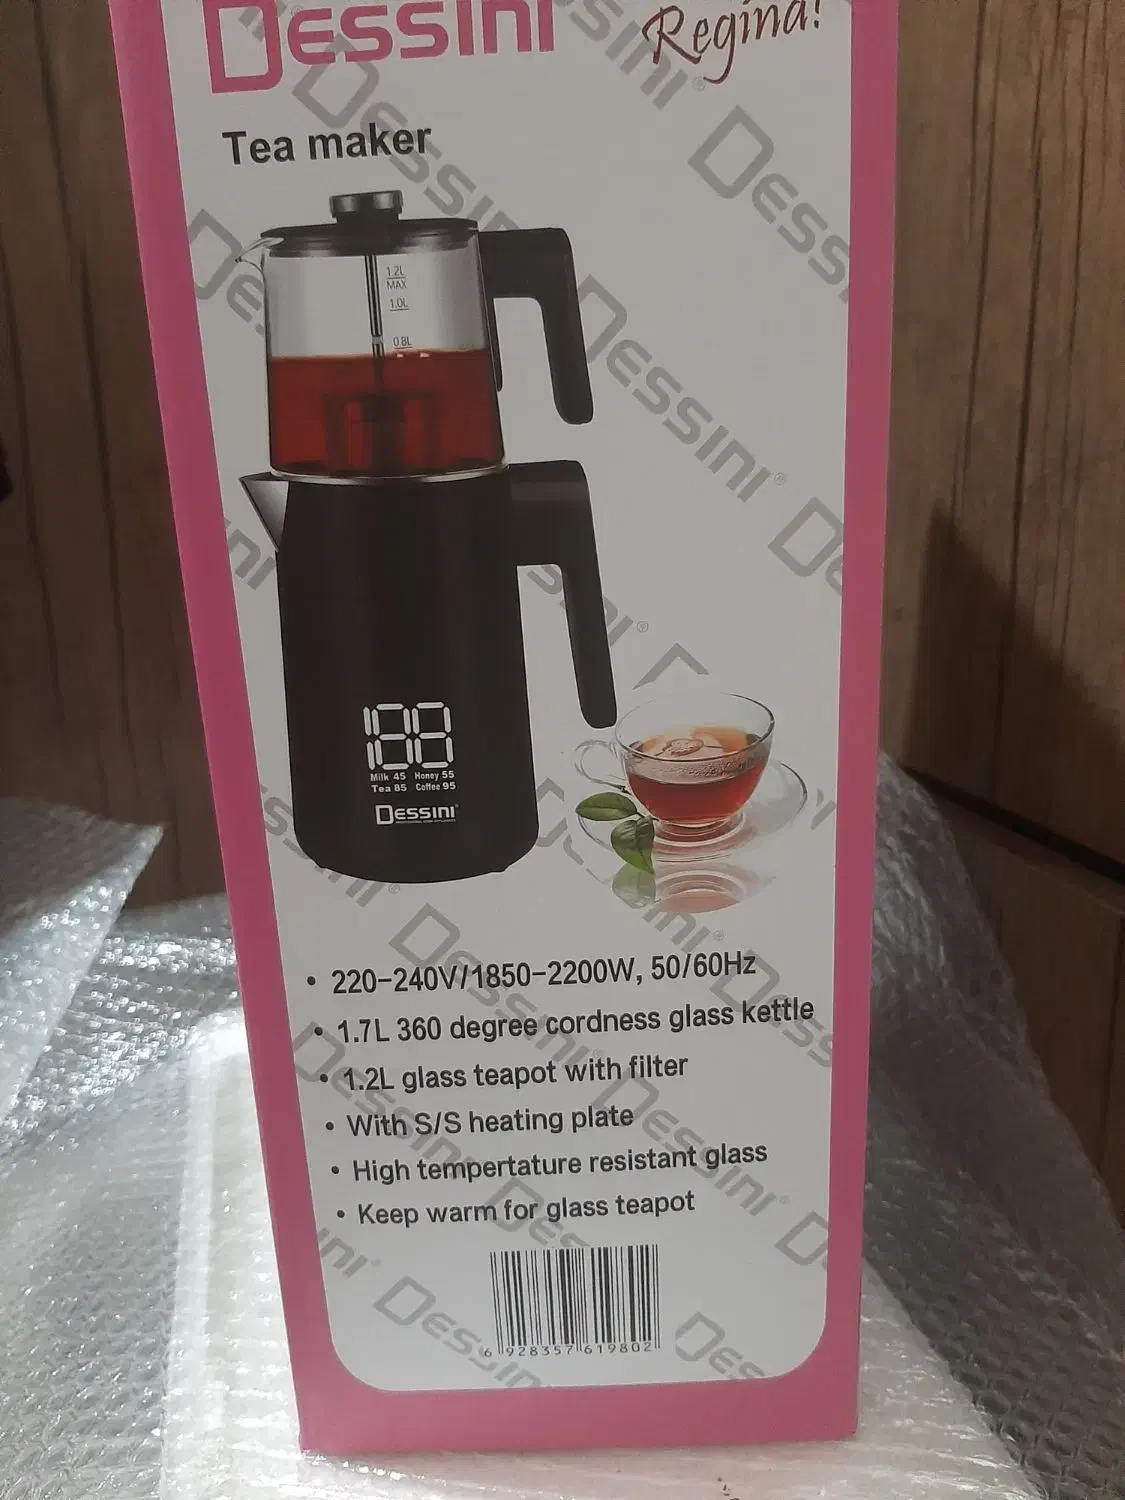 Dessini
Regina!
Tea maker
1.2L
MAX
1.0L
0.8L
188
Milk 45 Honey 55
Tea 85 Coffee 95
Dessini
• 220-240V/1850-2200W, 50/60Hz
• 1.7L 360 degree cordness glass kettle
• 1.2L glass teapot with filter
• With S/S heating plate
• High tempertature resistant glass
• Keep warm for glass teapot
6 928357 619802